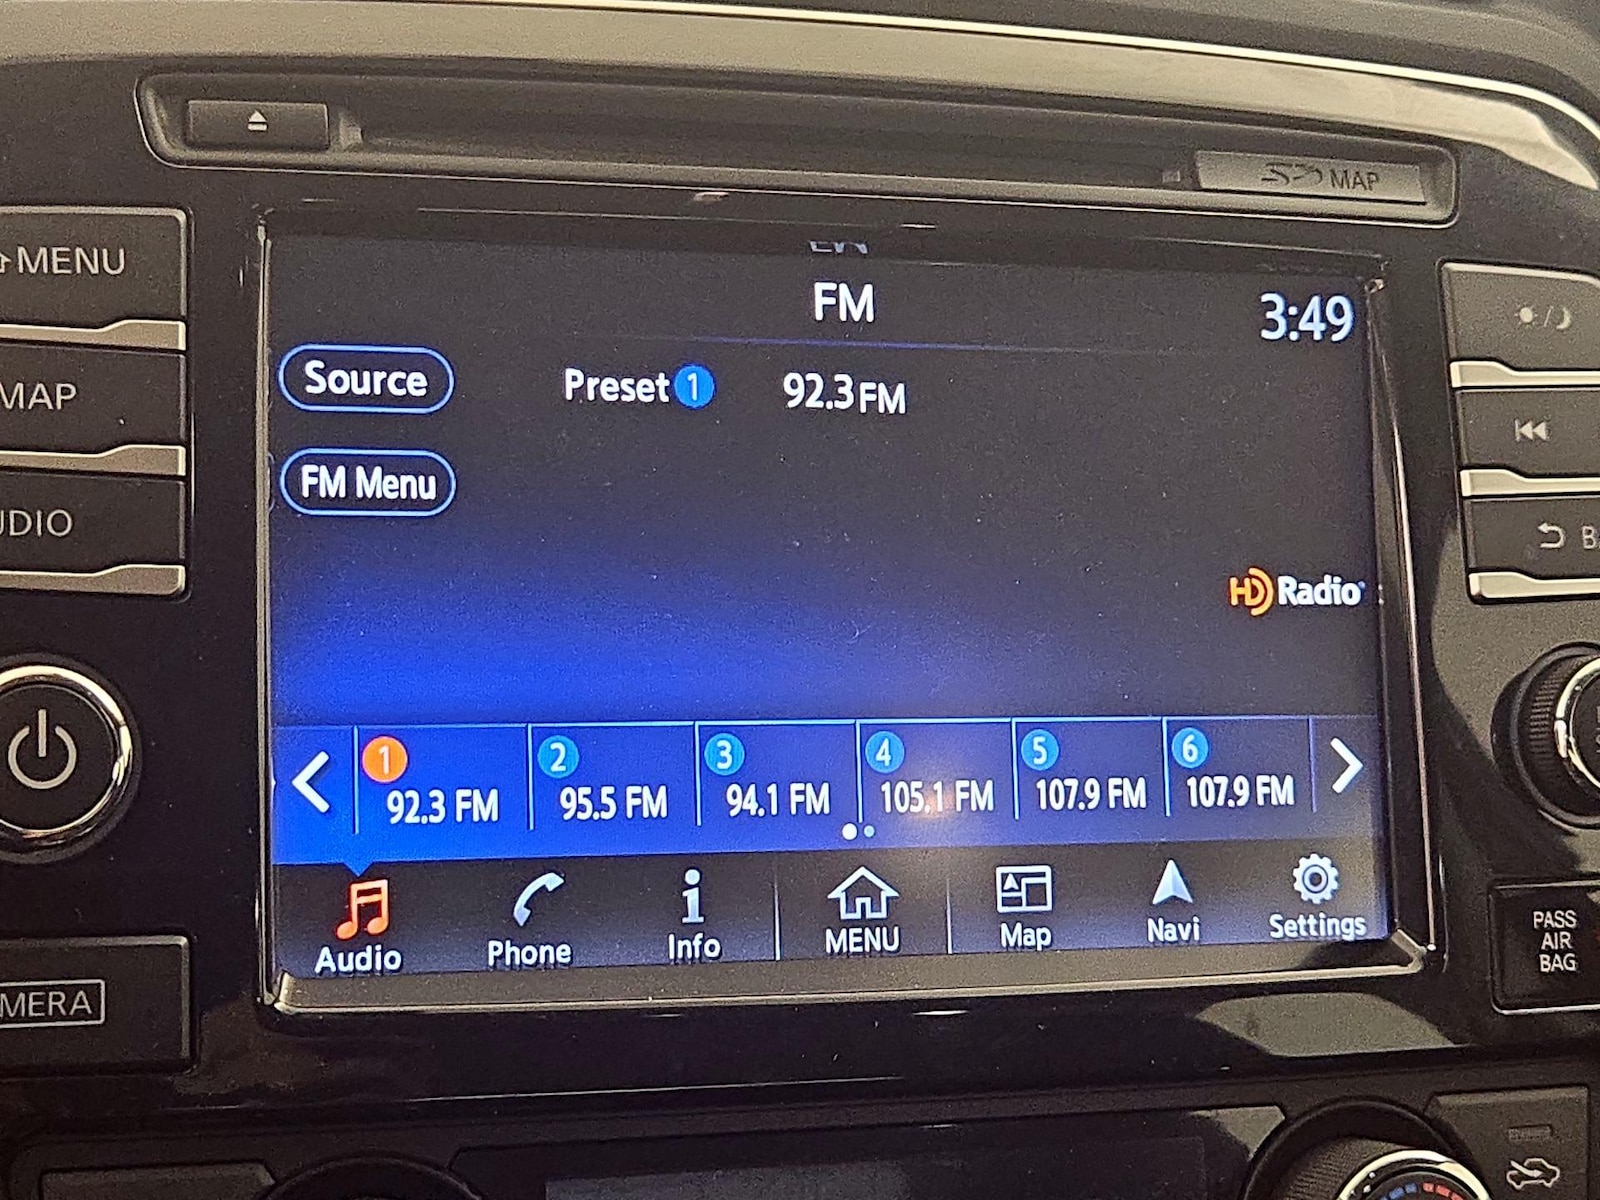 MAP
MENU
FM
3:49
Source
Preset 1 92.3 FM
MAP
FM Menu
HD Radio
1 92.3 FM
2 95.5 FM
3 94.1 FM
4 105.1 FM
5 107.9 FM
6 107.9 FM
Audio
Phone
Info
MENU
Map
Navi
Settings
PASS
AIR
BAG